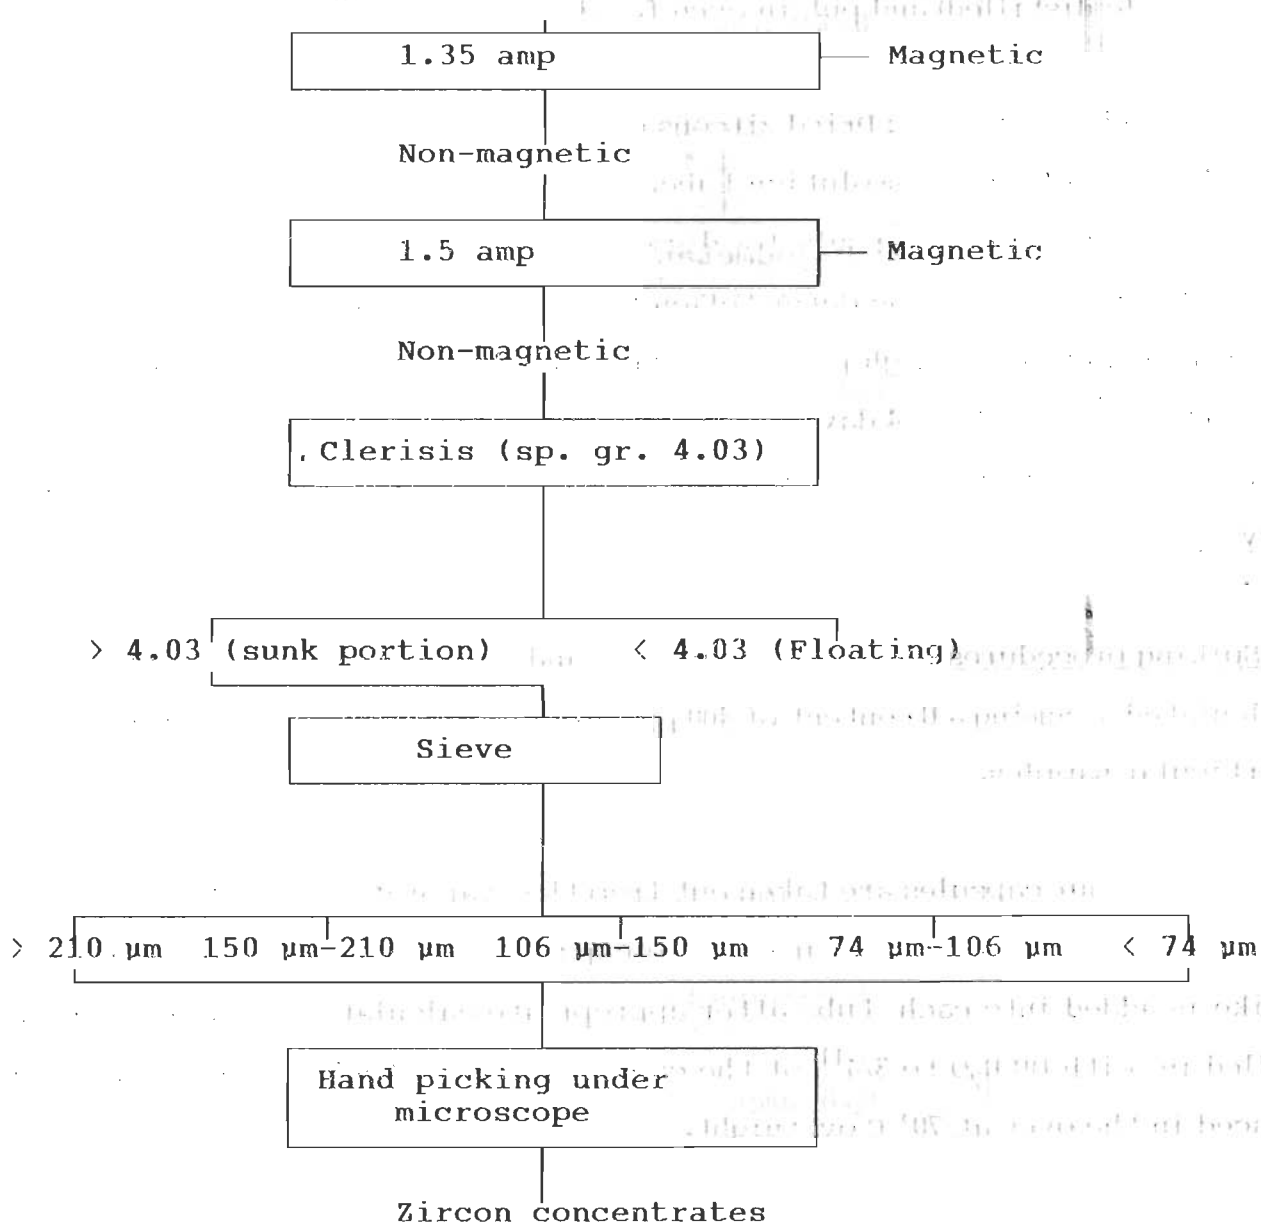 1.35 amp Magnetic
Non-magnetic
1.5 amp Magnetic
Non-magnetic
Clerisis (sp. gr. 4.03)
> 4.03 (sunk portion) < 4.03 (Floating)
Sieve
> 210 µm 150 µm-210 µm 106 µm-150 µm 74 µm-106 µm < 74 µm
Hand picking under
microscope
Zircon concentrates